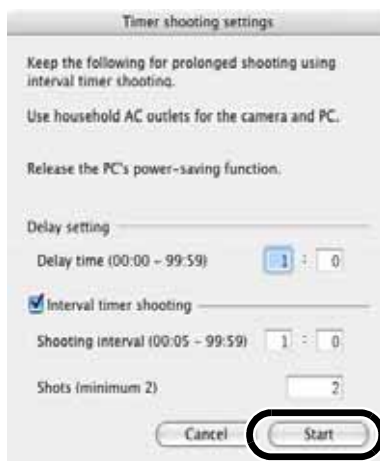 Timer shooting settings
Keep the following for prolonged shooting using
interval timer shooting.
Use household AC outlets for the camera and PC.
Release the PC's power-saving function.
Delay setting
Delay time (00:00 – 99:59) 1 : 0
Interval timer shooting
Shooting interval (00:05 – 99:59) 1 : 0
Shots (minimum 2) 2
Cancel Start